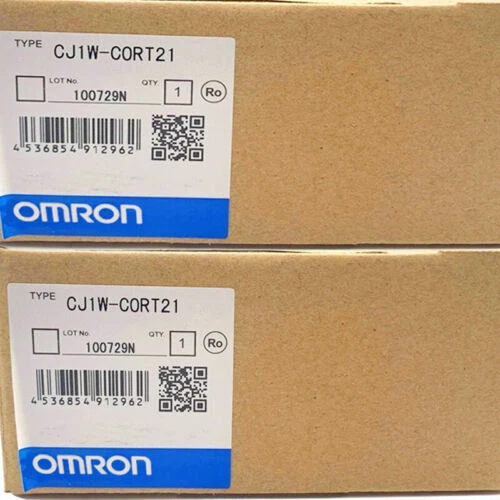 TYPE CJ1W-CORT21
LOT No. 100729N QTY. 1 Ro
4 536854 912962
OMRON
TYPE CJ1W-CORT21
LOT No. 100729N QTY. 1 Ro
4 536854 912962
OMRON